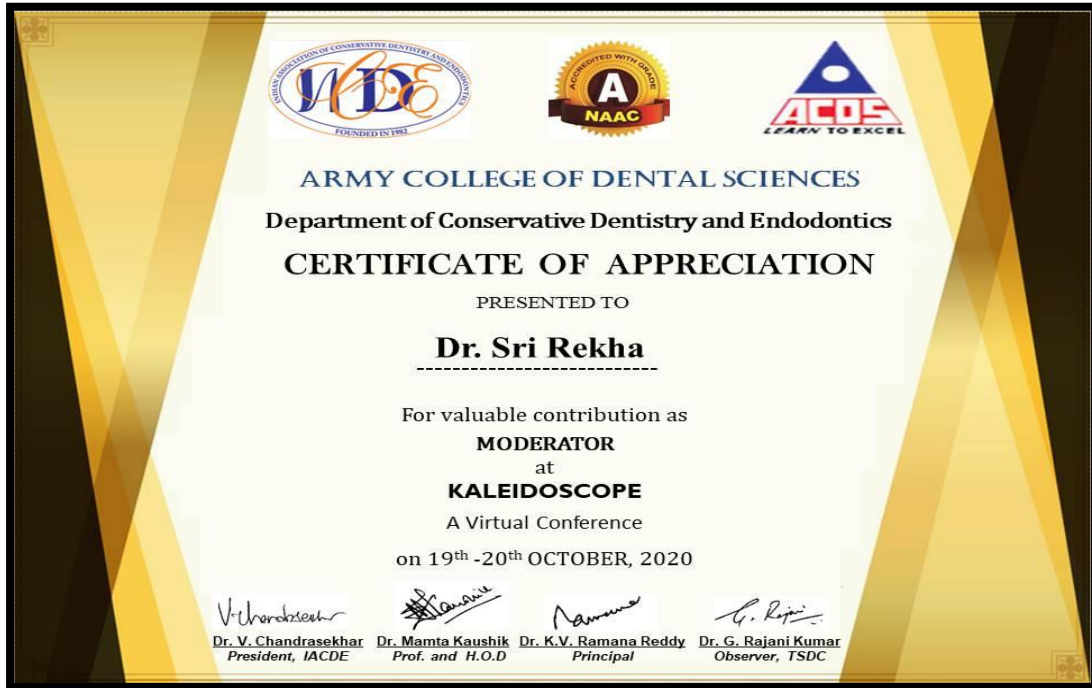 INDIAN ASSOCIATION OF CONSERVATIVE DENTISTRY AND ENDODONTICS
FOUNDED IN 1982
ACCREDITED WITH GRADE
A
NAAC
ACDS
LEARN TO EXCEL
ARMY COLLEGE OF DENTAL SCIENCES
Department of Conservative Dentistry and Endodontics
CERTIFICATE OF APPRECIATION
PRESENTED TO
Dr. Sri Rekha
For valuable contribution as
MODERATOR
at
KALEIDOSCOPE
A Virtual Conference
on 19th -20th OCTOBER, 2020
V. Chandrasekhar
G. Rajani
Dr. V. Chandrasekhar Dr. Mamta Kaushik Dr. K.V. Ramana Reddy Dr. G. Rajani Kumar
President, IACDE Prof. and H.O.D Principal Observer, TSDC